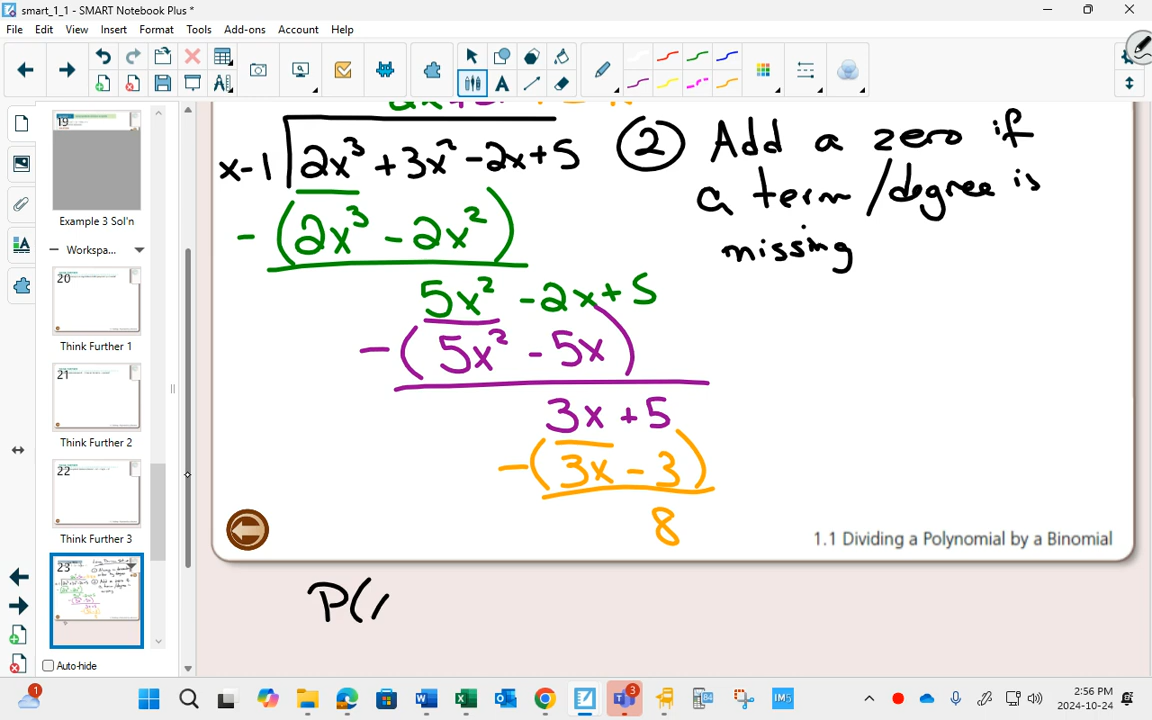 smart_1_1 - SMART Notebook Plus *
File Edit View Insert Format Tools Add-ons Account Help
19
Example 3 Sol'n
Workspa...
20
Think Further 1
21
Think Further 2
22
Think Further 3
23
Auto-hide
x-1 2x³ +3x² -2x+5
- (2x³ - 2x²)
5x² -2x+5
- (5x² - 5x)
3x +5
- (3x - 3)
8
② Add a zero if
a term/degree is
missing
1.1 Dividing a Polynomial by a Binomial
P(
1
3
IMS
2:56 PM
2024-10-24